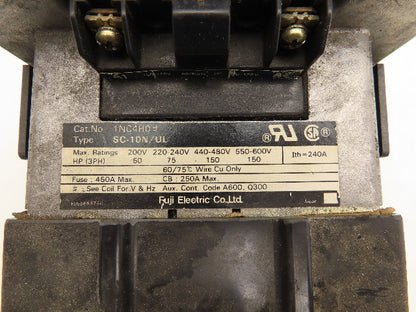 Cat.No 1NC4H09
Type SC-10N/UL
Max. Ratings 200V 220-240V 440-480V 550-600V
HP (3PH) 50 75 150 150
Ith=240A
60/75℃ Wire Cu Only
Fuse : 450A Max. CB : 250A Max.
See Coil For.V & Hz Aux. Cont. Code A600, Q300
Fuji Electric Co.,Ltd.